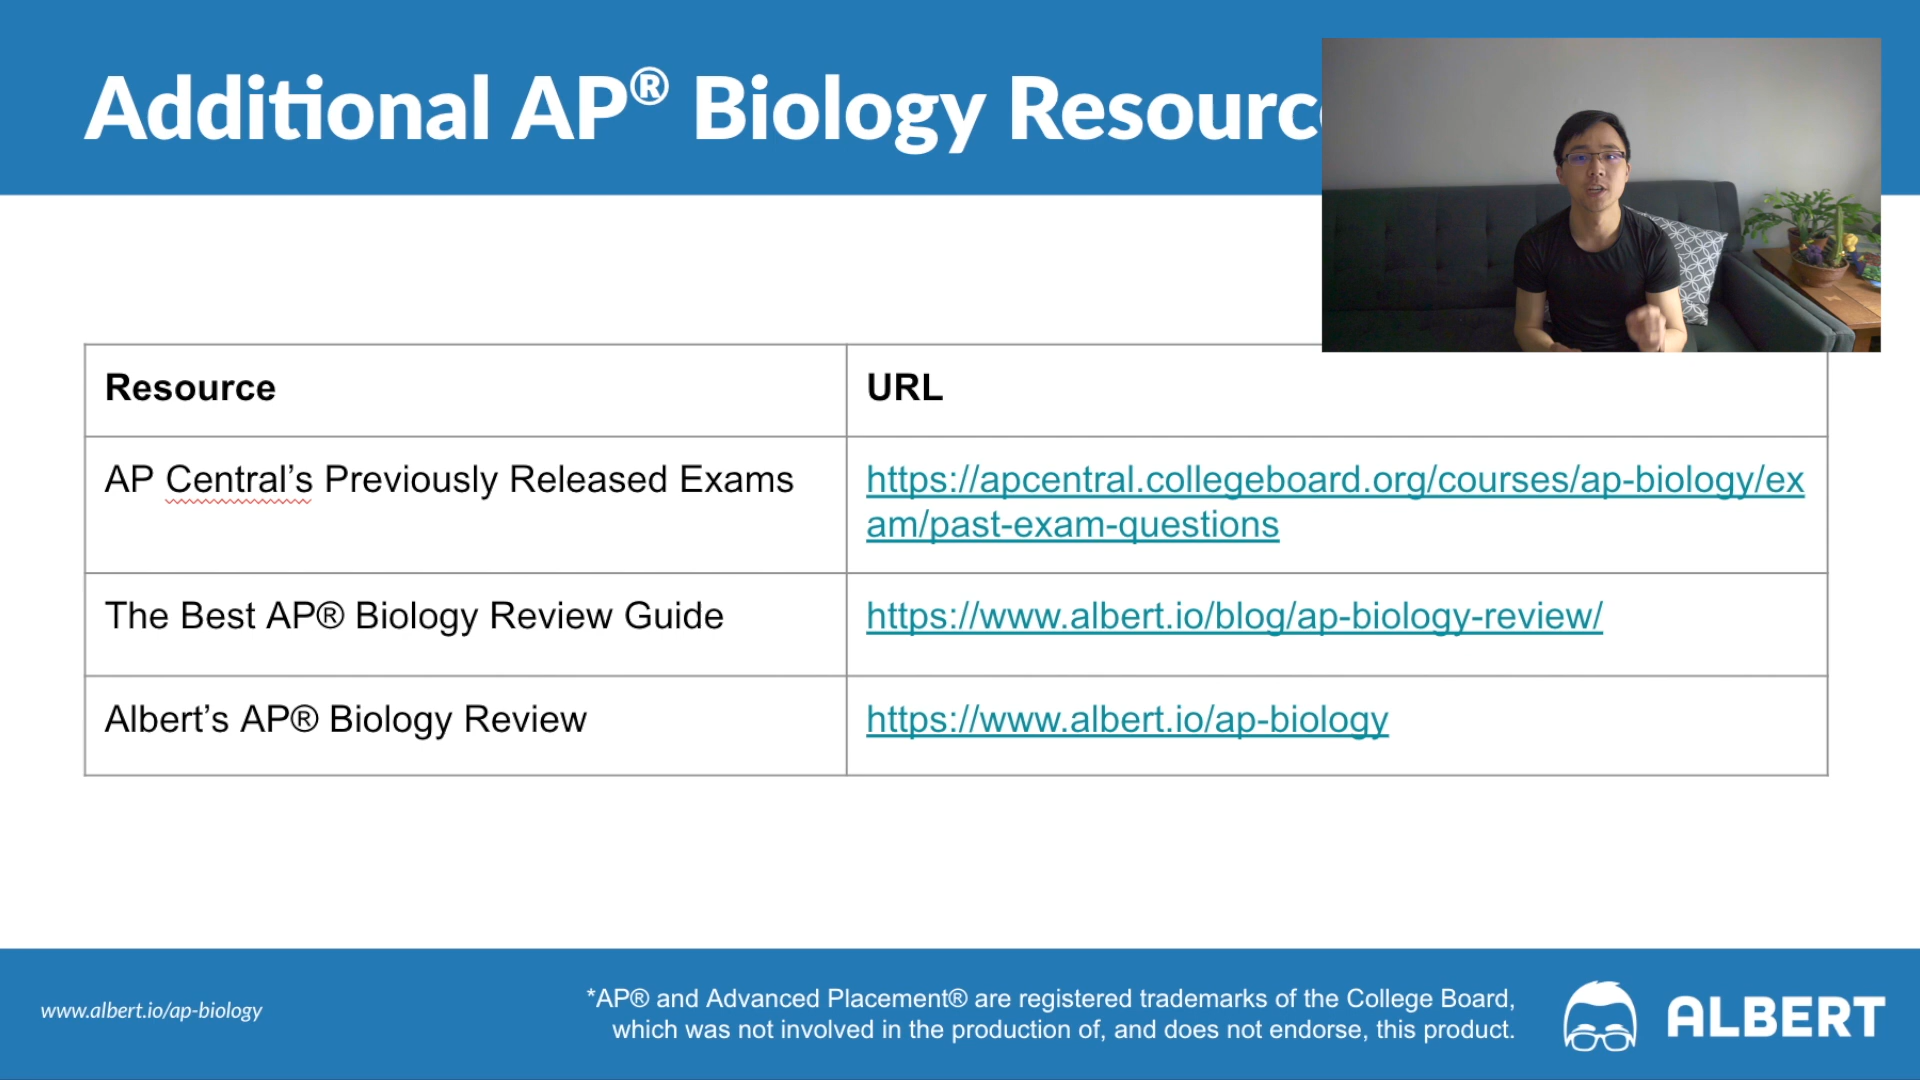 Additional AP® Biology Resourc
Resource
URL
AP Central’s Previously Released Exams
https://apcentral.collegeboard.org/courses/ap-biology/ex
am/past-exam-questions
The Best AP® Biology Review Guide
https://www.albert.io/blog/ap-biology-review/
Albert’s AP® Biology Review
https://www.albert.io/ap-biology
www.albert.io/ap-biology
*AP® and Advanced Placement® are registered trademarks of the College Board,
which was not involved in the production of, and does not endorse, this product.
ALBERT